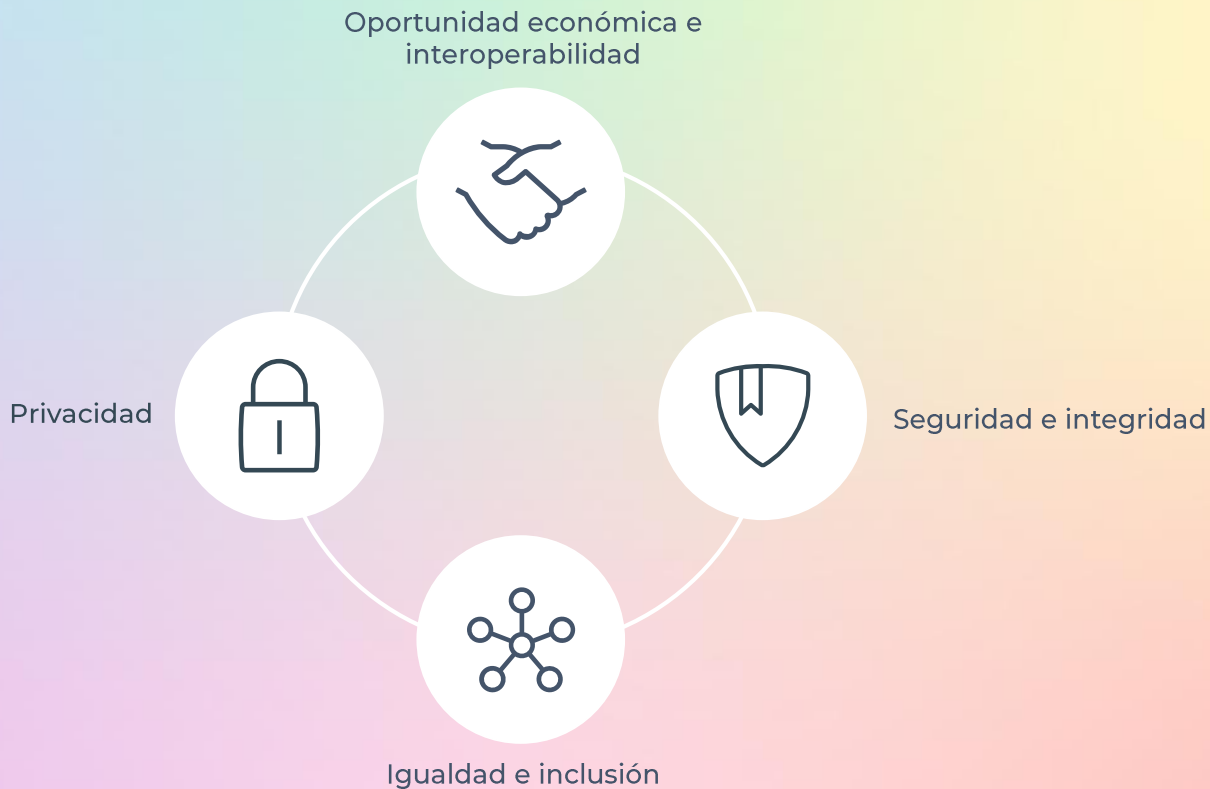 Oportunidad económica e
interoperabilidad
Privacidad
Seguridad e integridad
Igualdad e inclusión